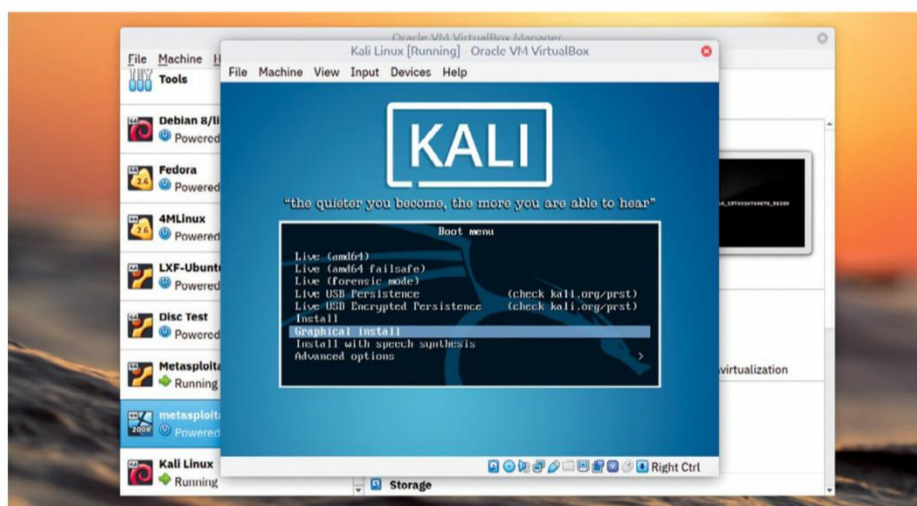 Oracle VM VirtualBox Manager
Kali Linux [Running] - Oracle VM VirtualBox
File Machine
File Machine View Input Devices Help
Tools
Debian 8/li
Powered
Fedora
Powered
4MLinux
Powered
LXF-Ubunt
Powered
Disc Test
Powered
Metasploita
Running
metasploit
Powered
Kali Linux
Running
KALI
"the quieter you become, the more you are able to hear"
Boot menu
Live (amd64)
Live (amd64 failsafe)
Live (forensic mode)
Live USB Persistence (check kali.org/prst)
Live USB Encrypted Persistence (check kali.org/prst)
Install
Graphical install
Install with speech synthesis
Advanced options >
virtualization
Right Ctrl
Storage